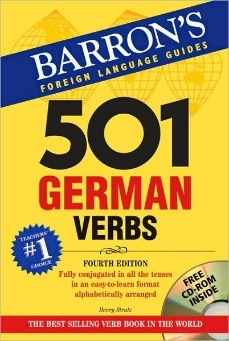 BARRON'S
FOREIGN LANGUAGE GUIDES
501
GERMAN
VERBS
TEACHERS'
#1
CHOICE
FOURTH EDITION
Fully conjugated in all the tenses
in an easy-to-learn format
alphabetically arranged
Henry Strutz
FREE
CD-ROM
INSIDE
THE BEST SELLING VERB BOOK IN THE WORLD